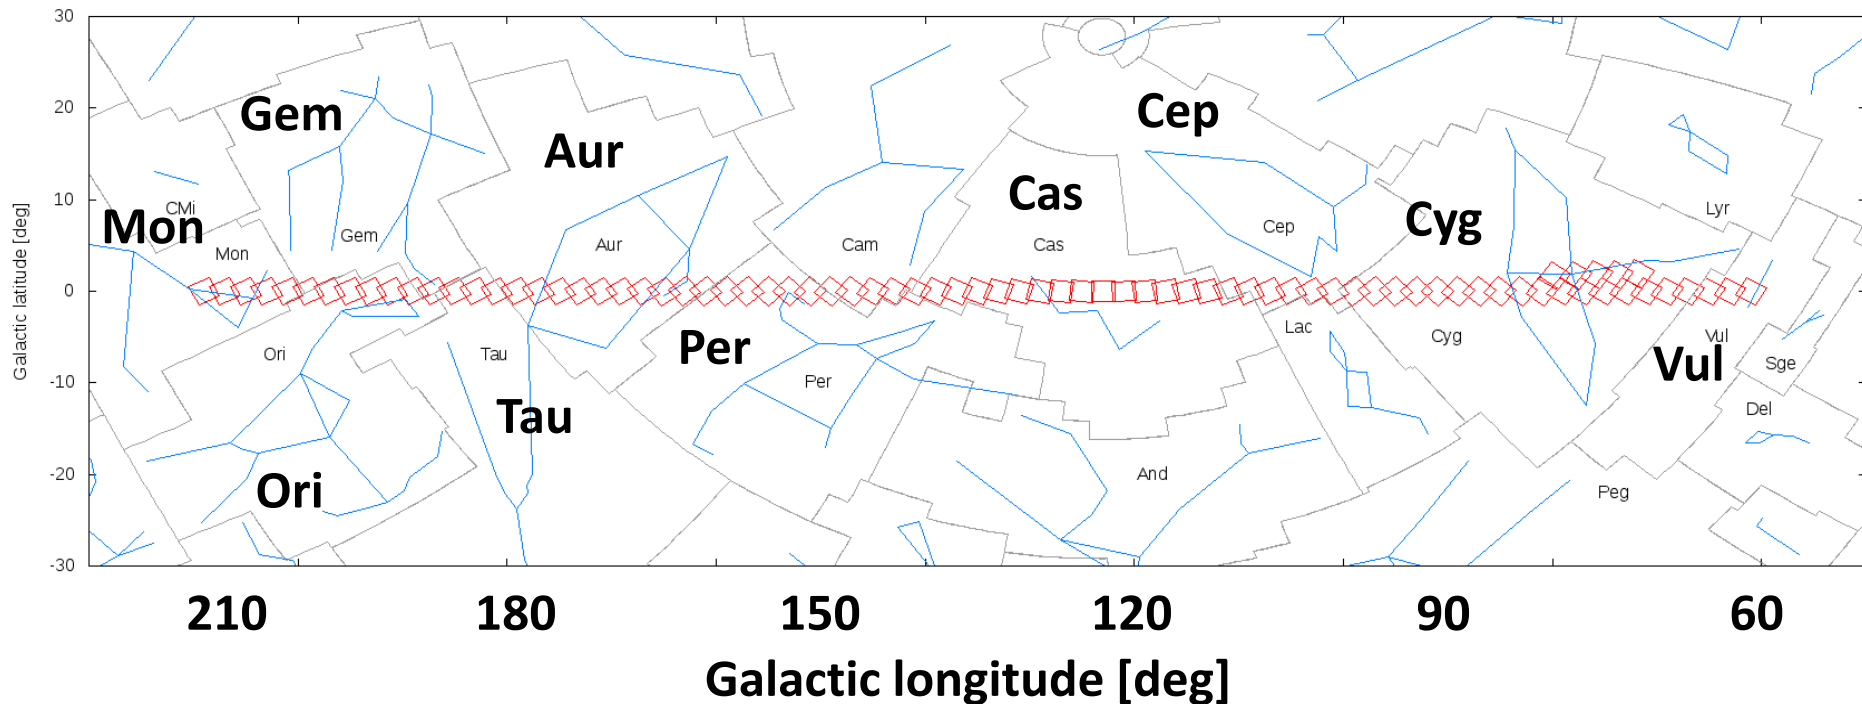 30
20
10
0
-10
-20
-30
Galactic latitude [deg]
Gem
Aur
Cep
Cas
Cyg
Mon
Per
Vul
Tau
Ori
CMi
Mon
Gem
Aur
Cam
Cas
Cep
Lyr
Ori
Tau
Per
Lac
Cyg
Vul
Sge
Del
And
Peg
210 180 150 120 90 60
Galactic longitude [deg]